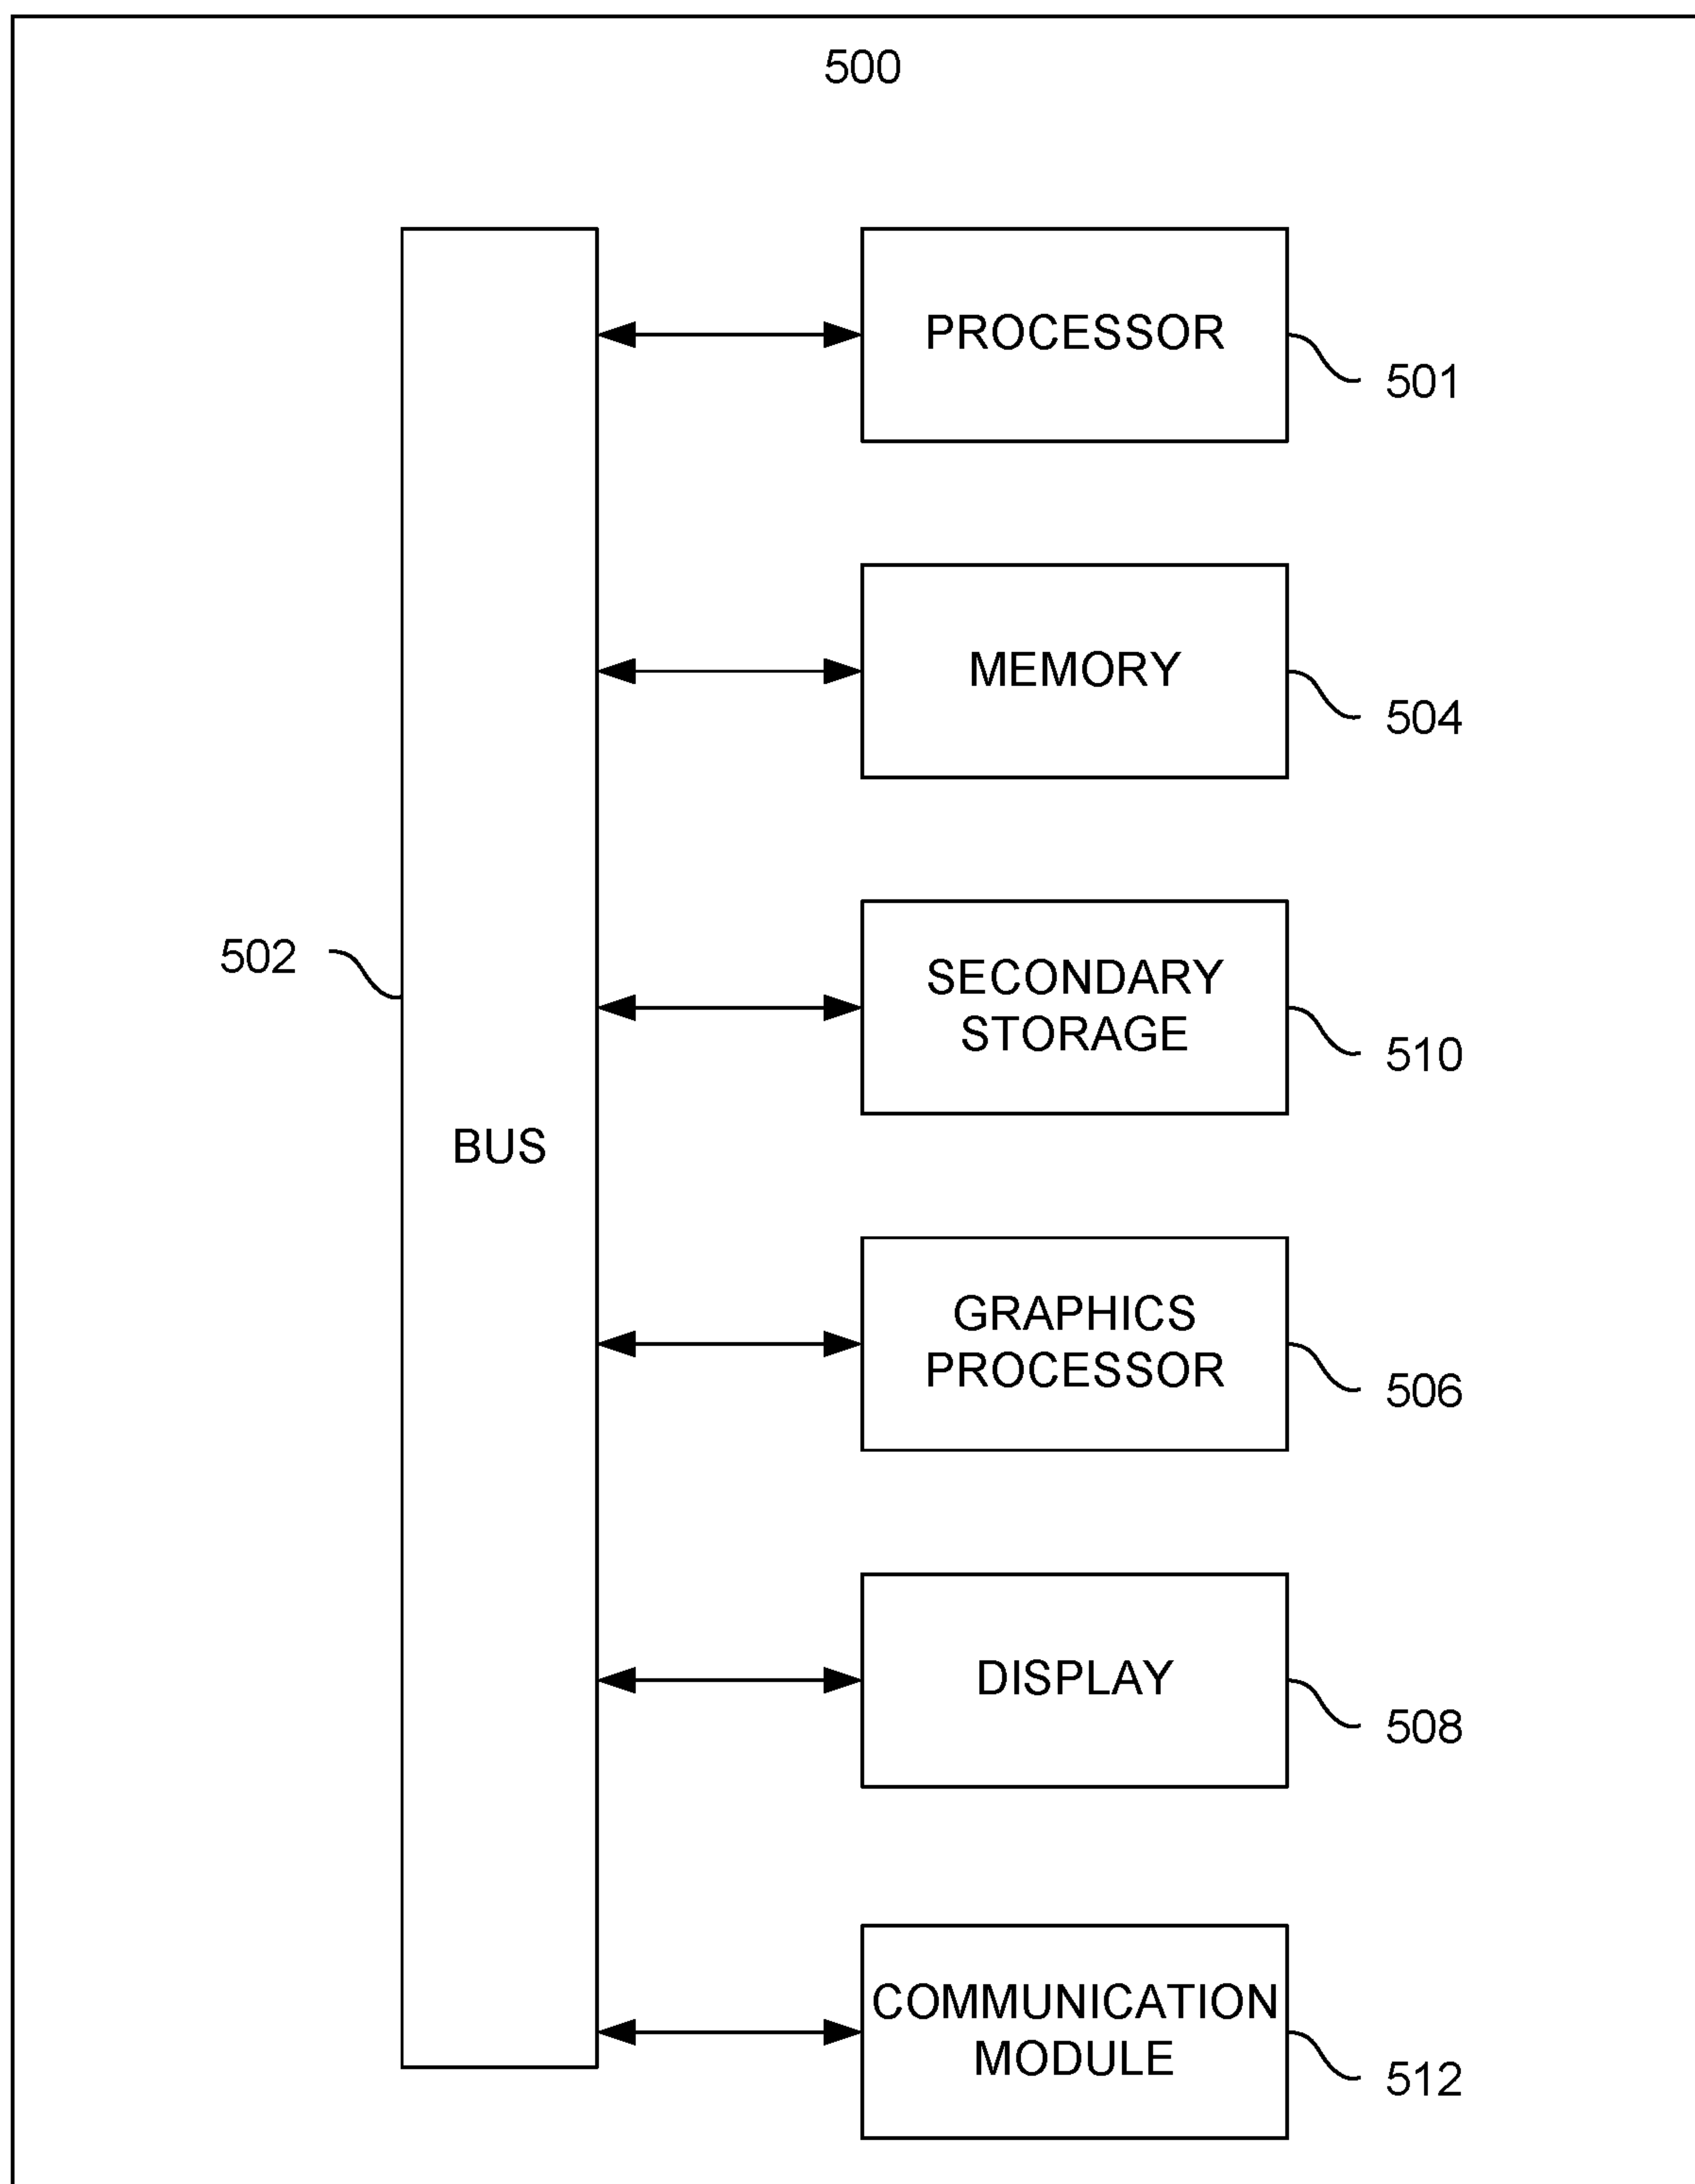 500
PROCESSOR
501
MEMORY
504
502
SECONDARY
STORAGE
510
BUS
GRAPHICS
PROCESSOR
506
DISPLAY
508
COMMUNICATION
MODULE
512